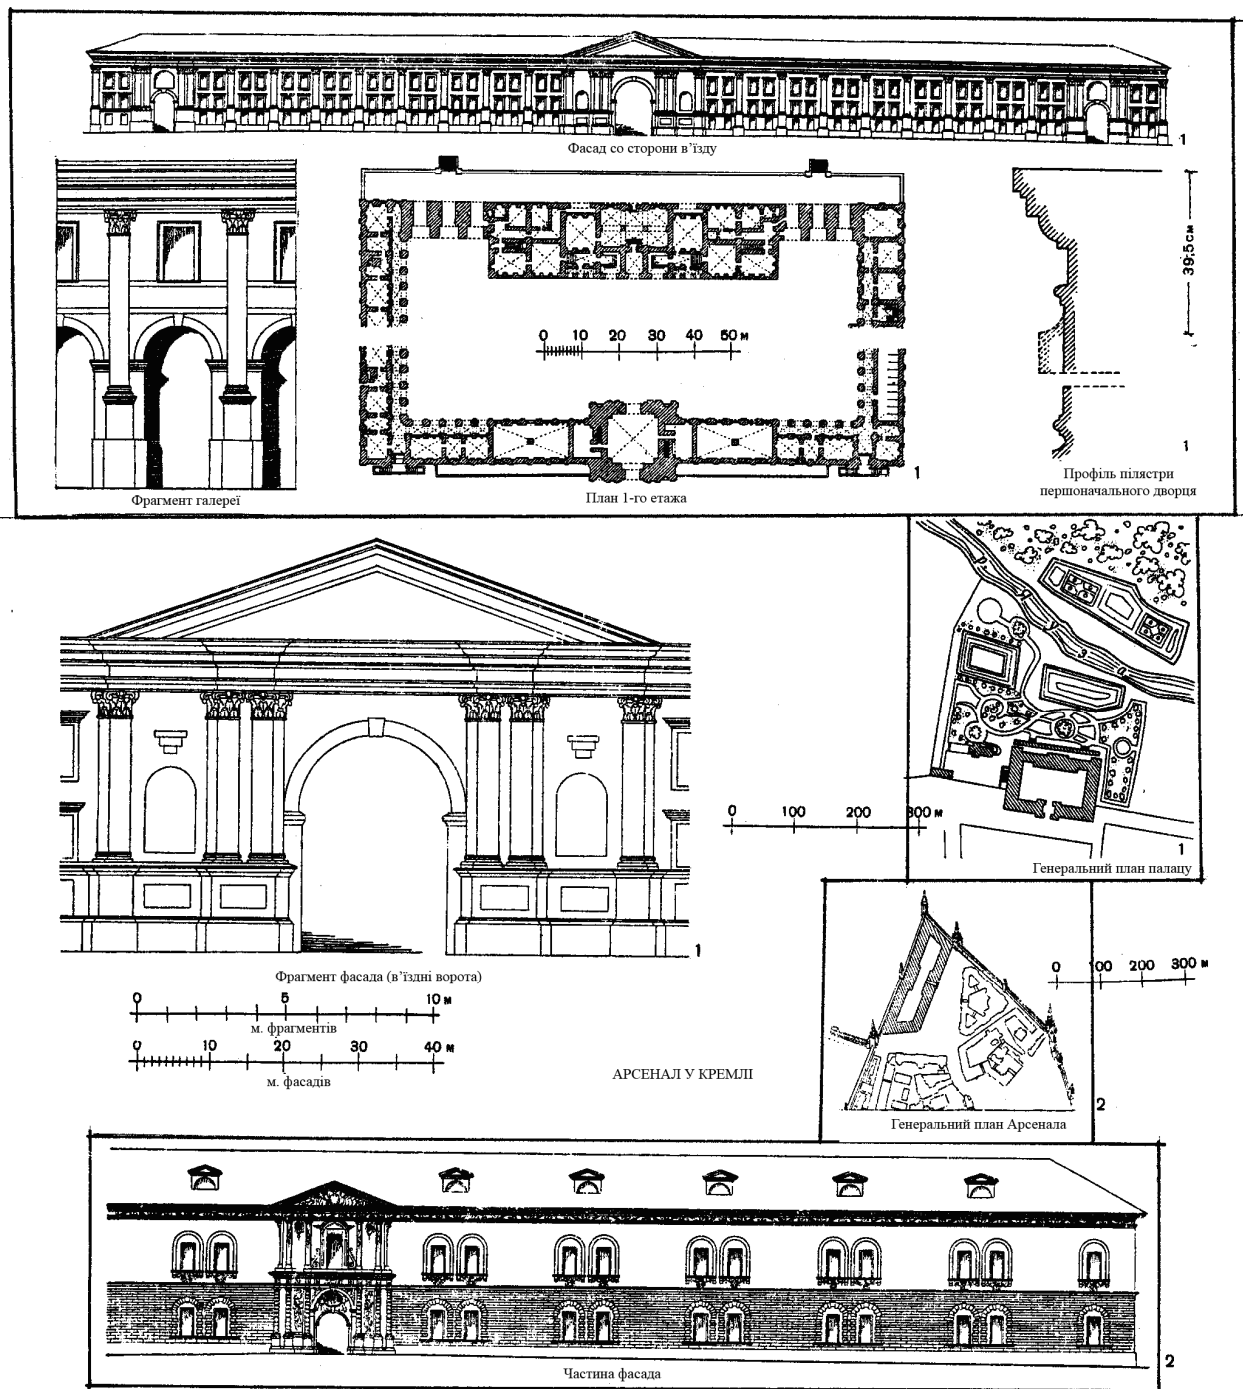 1
Фасад со сторони в'їзду
39.5 см
0 10 20 30 40 50 м
1
1
Фрагмент галереї
План 1-го етажа
Профіль пілястри
першоначального дворця
0 100 200 300 м
1
Генеральний план палацу
1
Фрагмент фасада (в'їздні ворота)
0 5 10 м
м. фрагментів
0 10 20 30 40 м
м. фасадів
АРСЕНАЛ У КРЕМЛІ
0 100 200 300 м
2
Генеральний план Арсенала
2
Частина фасада